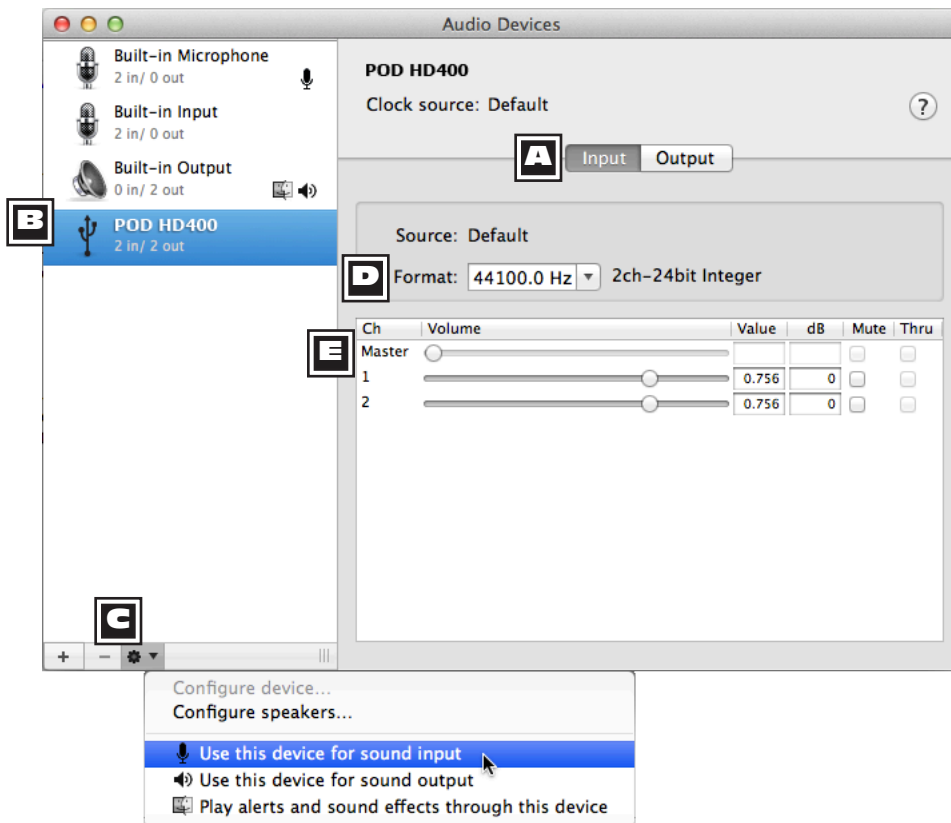 Audio Devices
Built-in Microphone
2 in/ 0 out
Built-in Input
2 in/ 0 out
Built-in Output
0 in/ 2 out
B
POD HD400
2 in/ 2 out
C
+ −
POD HD400
Clock source: Default
?
A
Input Output
Source: Default
D
Format: 44100.0 Hz 2ch-24bit Integer
Ch Volume Value dB Mute Thru
E
Master
1 0.756 0
2 0.756 0
Configure device...
Configure speakers...
Use this device for sound input
Use this device for sound output
Play alerts and sound effects through this device